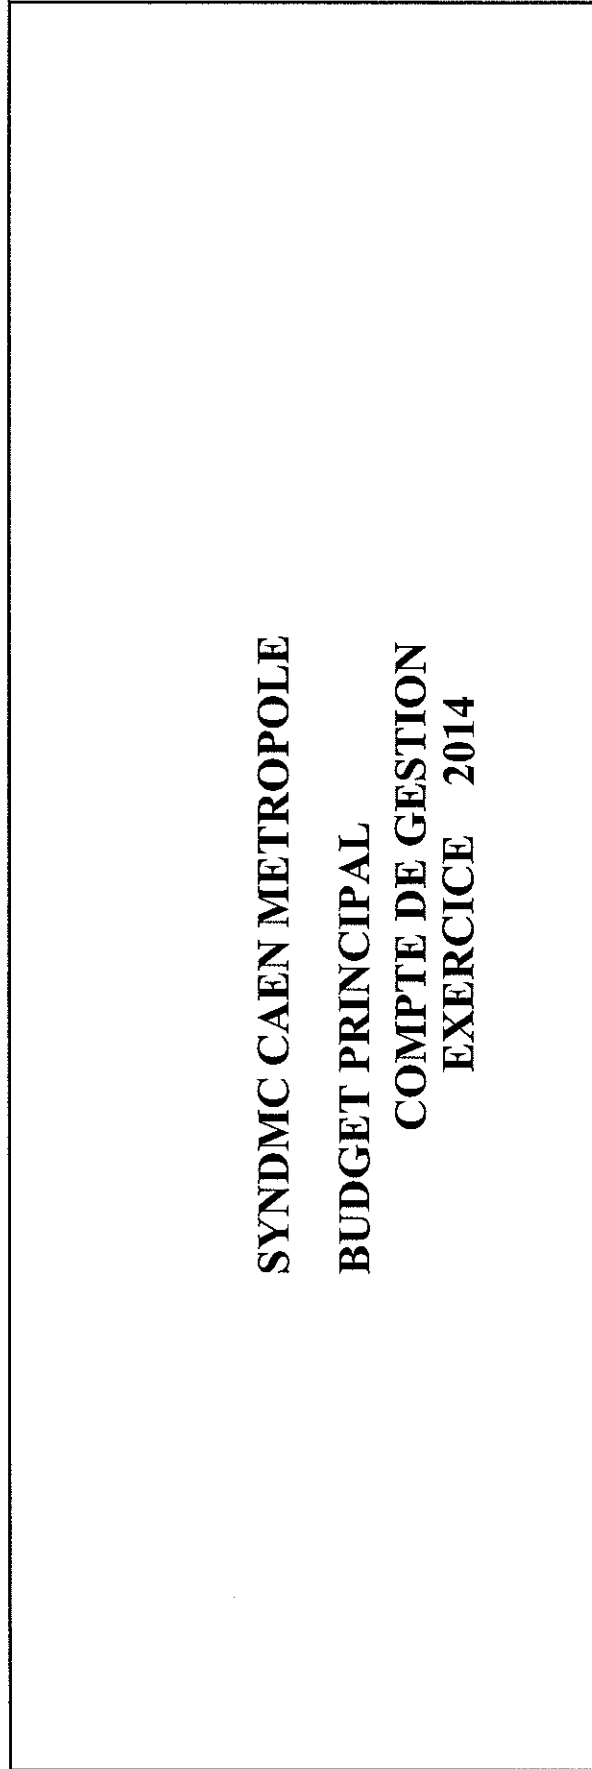 SYNDMC CAEN METROPOLE
BUDGET PRINCIPAL
COMPTE DE GESTION
EXERCICE 2014